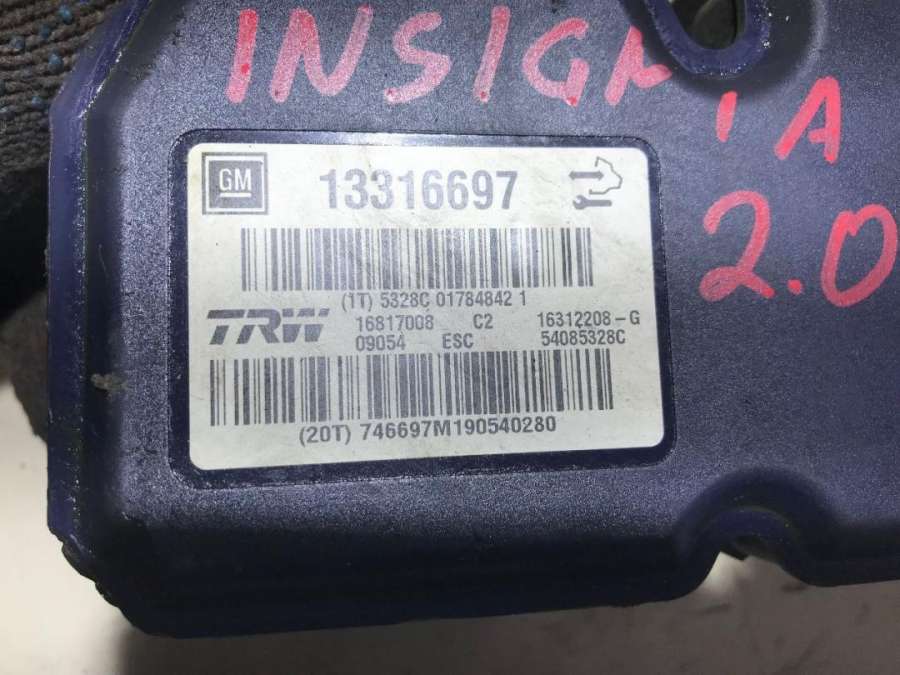 INSIGNIA
2.0
GM 13316697
(1T) 5328C 01784842 1
TRW 16817008 C2 16312208-G
09054 ESC 54085328C
(20T) 746697M190540280